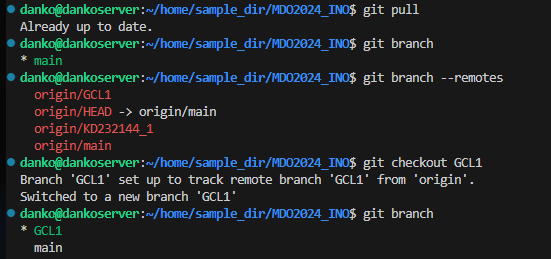 danko@dankoserver:~/home/sample_dir/MDO2024_INO$ git pull
Already up to date.
danko@dankoserver:~/home/sample_dir/MDO2024_INO$ git branch
* main
danko@dankoserver:~/home/sample_dir/MDO2024_INO$ git branch --remotes
origin/GCL1
origin/HEAD -> origin/main
origin/KD232144_1
origin/main
danko@dankoserver:~/home/sample_dir/MDO2024_INO$ git checkout GCL1
Branch 'GCL1' set up to track remote branch 'GCL1' from 'origin'.
Switched to a new branch 'GCL1'
danko@dankoserver:~/home/sample_dir/MDO2024_INO$ git branch
* GCL1
main